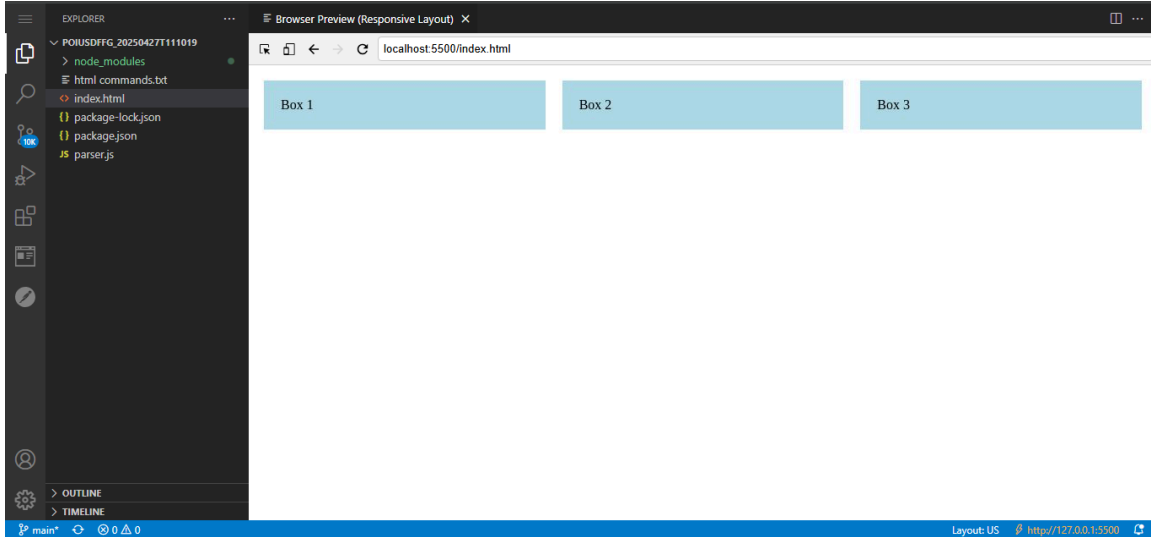 EXPLORER
Browser Preview (Responsive Layout)
POIUSDFFG_20250427T111019
localhost:5500/index.html
node_modules
html commands.txt
index.html
package-lock.json
package.json
JS parser.js
Box 1 Box 2 Box 3
10K
OUTLINE
TIMELINE
main* 0 0 Layout: US http://127.0.0.1:5500